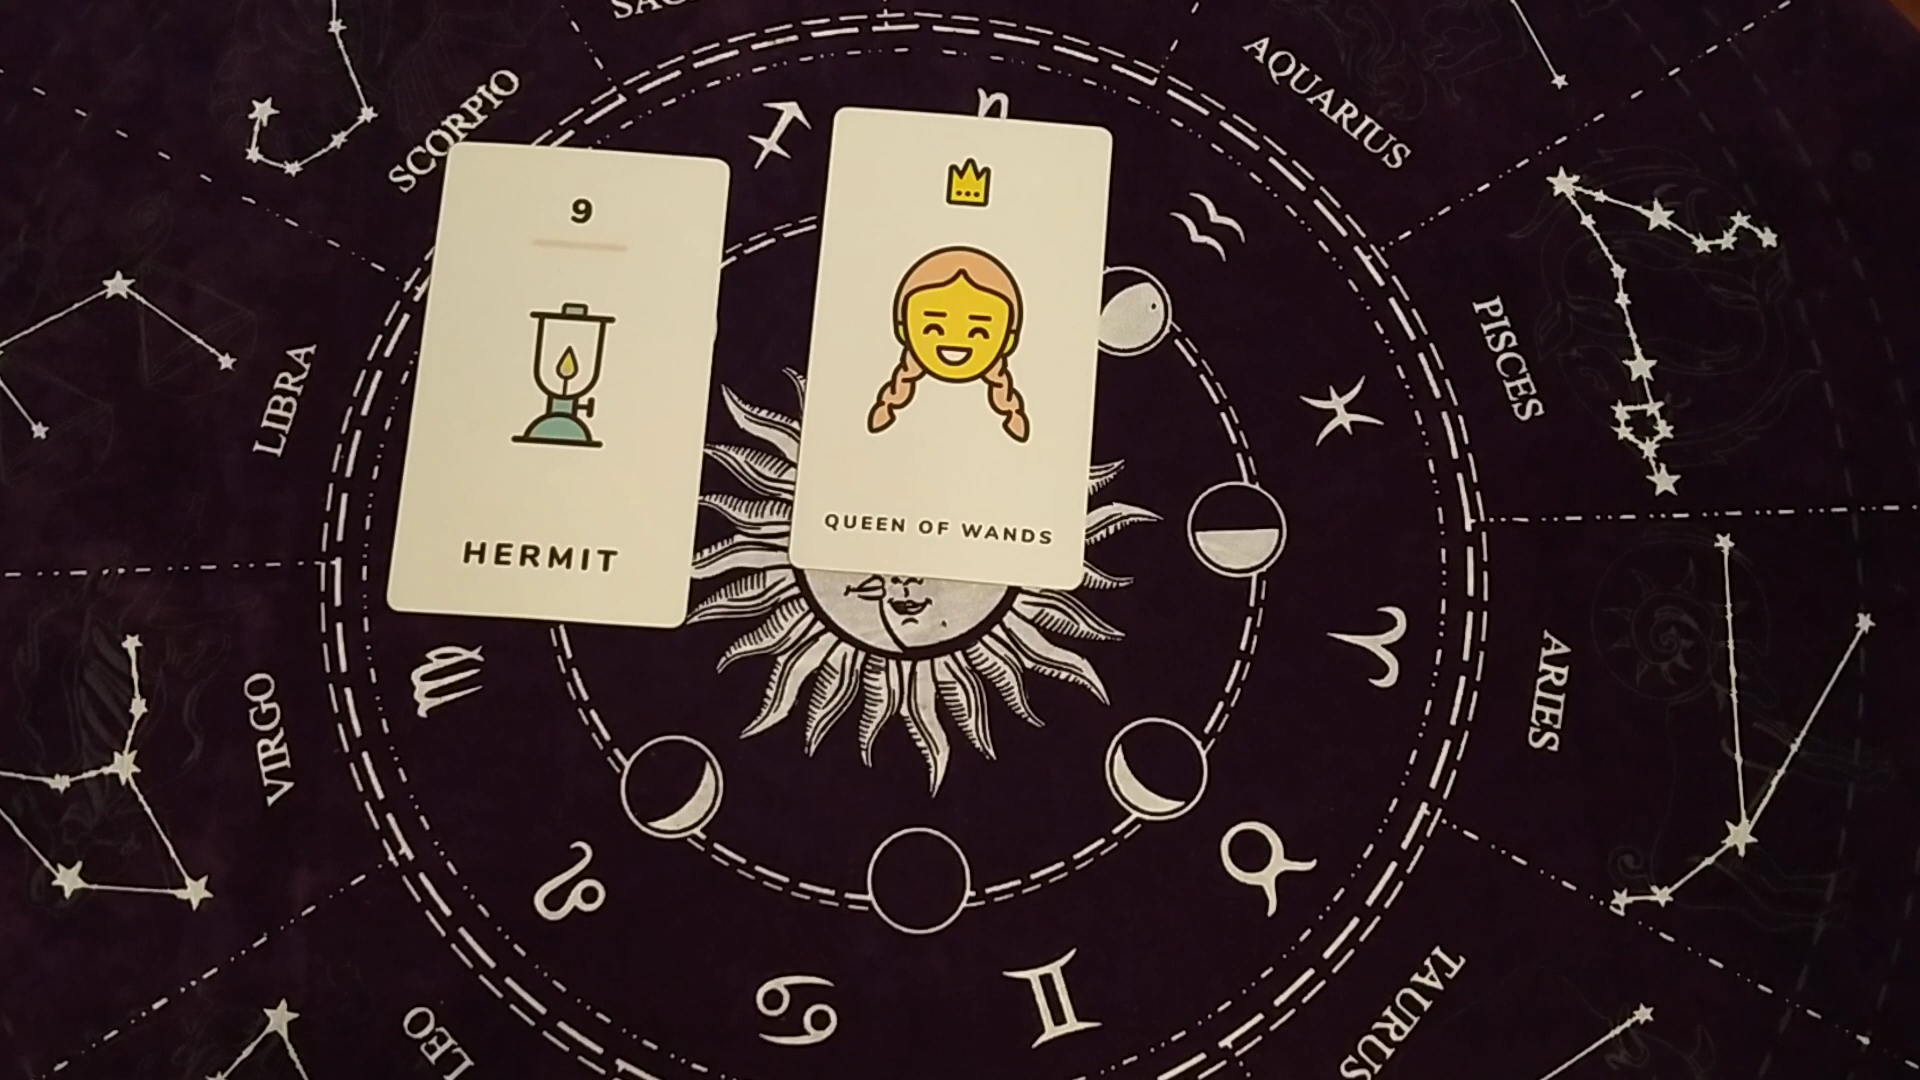 AQUARIUS
SCORPIO
9
PISCES
LIBRA
QUEEN OF WANDS
HERMIT
ARIES
VIRGO
TAURUS
LEO